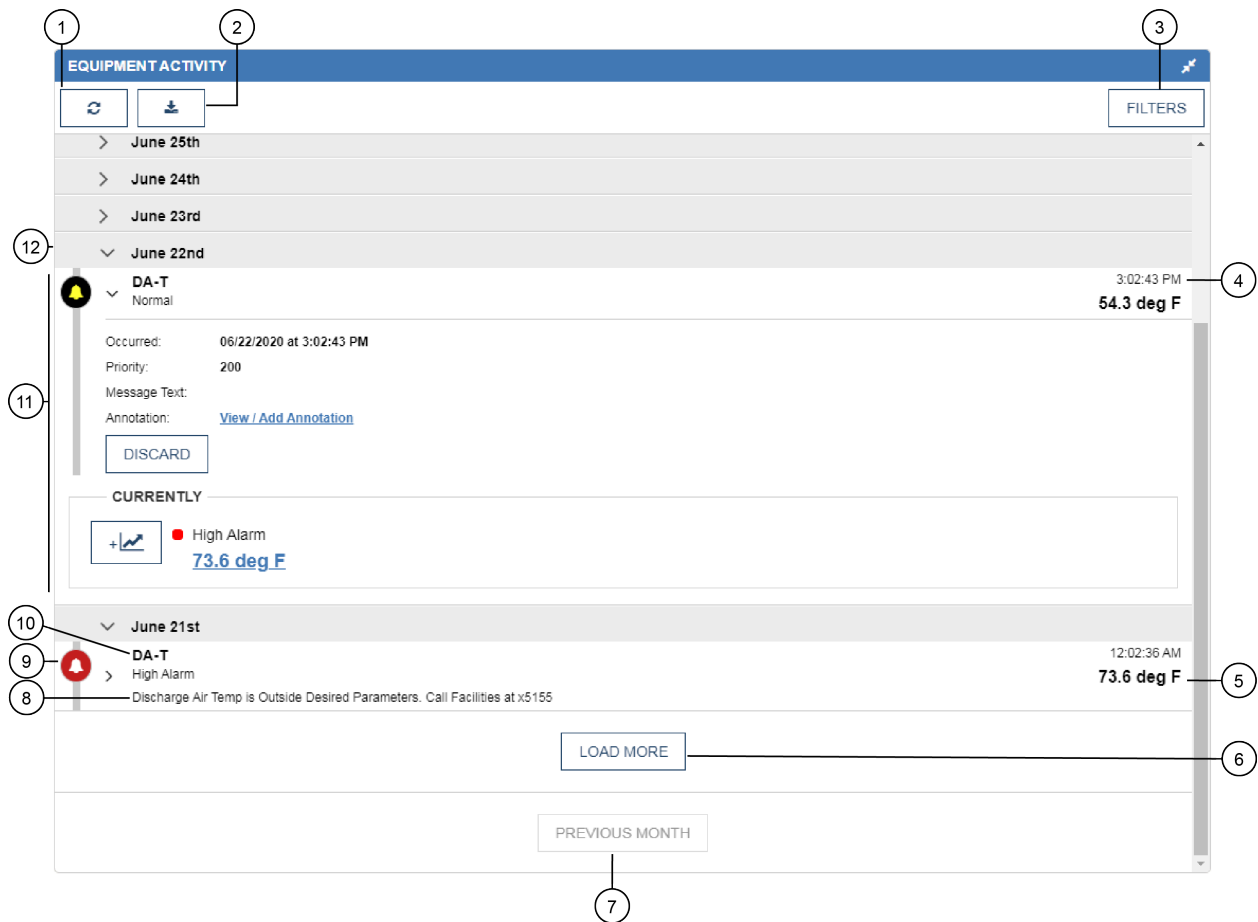 1
2
3
EQUIPMENT ACTIVITY
FILTERS
June 25th
June 24th
June 23rd
12
June 22nd
DA-T
3:02:43 PM
4
Normal
54.3 deg F
Occurred: 06/22/2020 at 3:02:43 PM
Priority: 200
Message Text:
11
Annotation: View / Add Annotation
DISCARD
CURRENTLY
+
High Alarm
73.6 deg F
10
June 21st
DA-T
12:02:36 AM
9
High Alarm
73.6 deg F
5
8
Discharge Air Temp is Outside Desired Parameters. Call Facilities at x5155
LOAD MORE
6
PREVIOUS MONTH
7